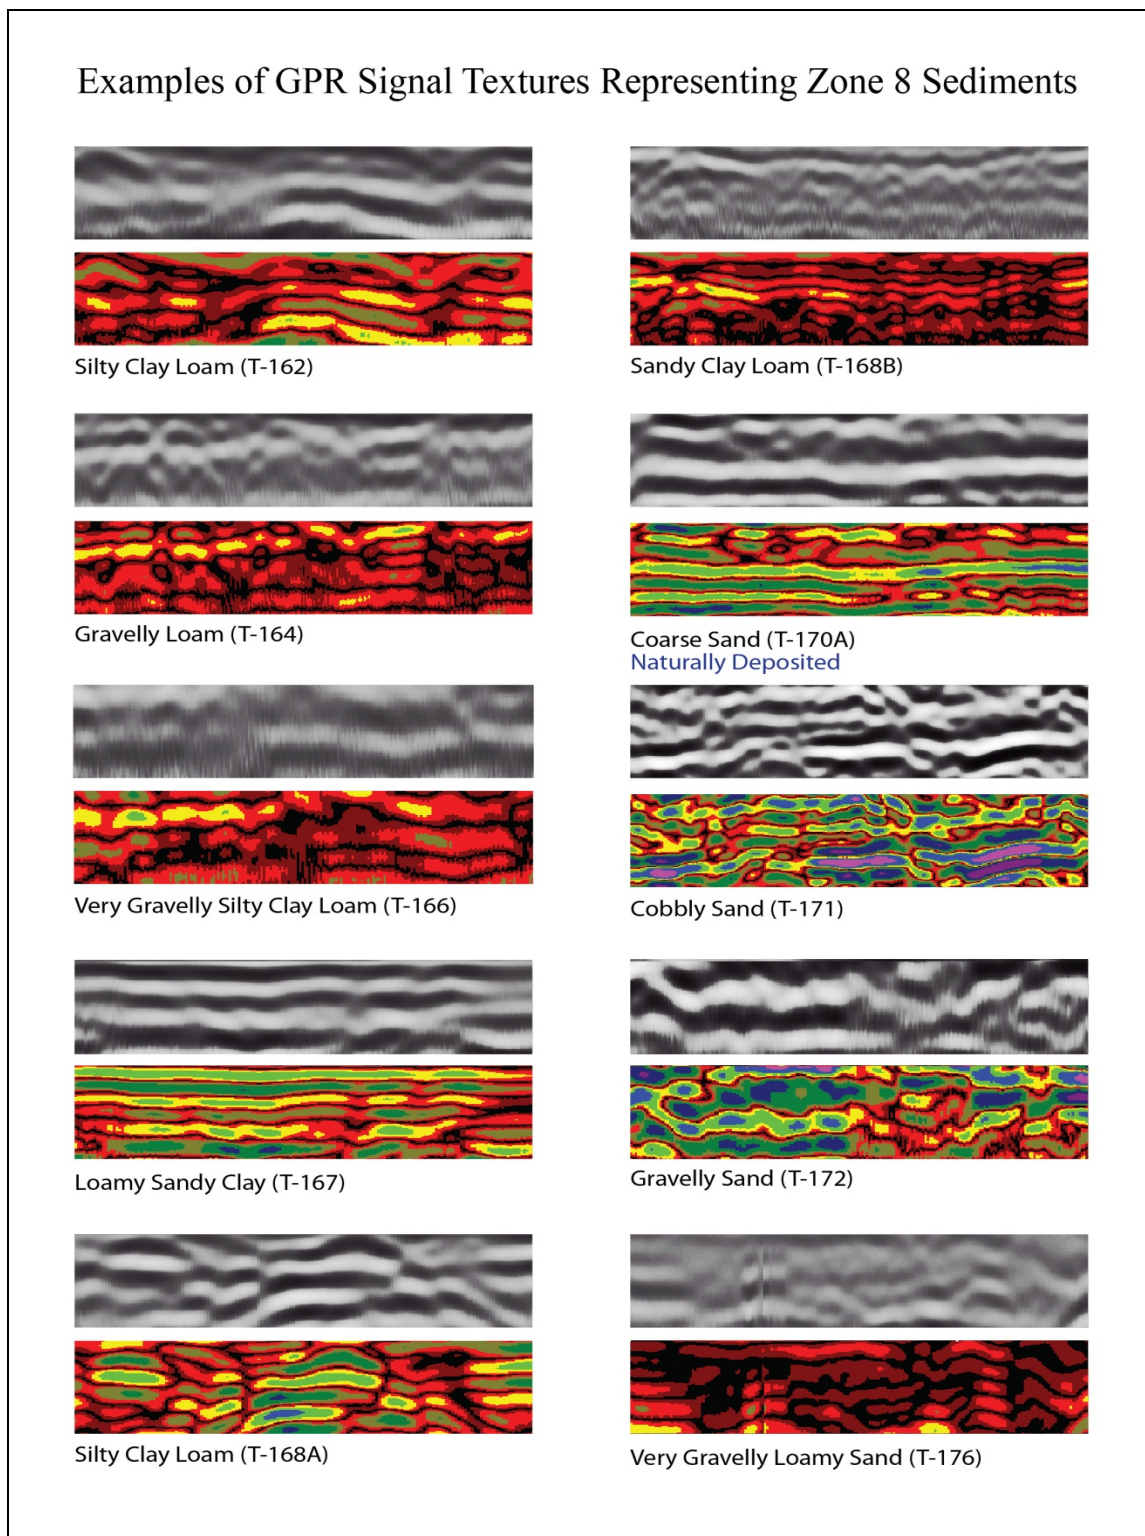 Examples of GPR Signal Textures Representing Zone 8 Sediments
Silty Clay Loam (T-162)
Gravelly Loam (T-164)
Very Gravelly Silty Clay Loam (T-166)
Loamy Sandy Clay (T-167)
Silty Clay Loam (T-168A)
Sandy Clay Loam (T-168B)
Coarse Sand (T-170A)
Naturally Deposited
Cobbly Sand (T-171)
Gravelly Sand (T-172)
Very Gravelly Loamy Sand (T-176)